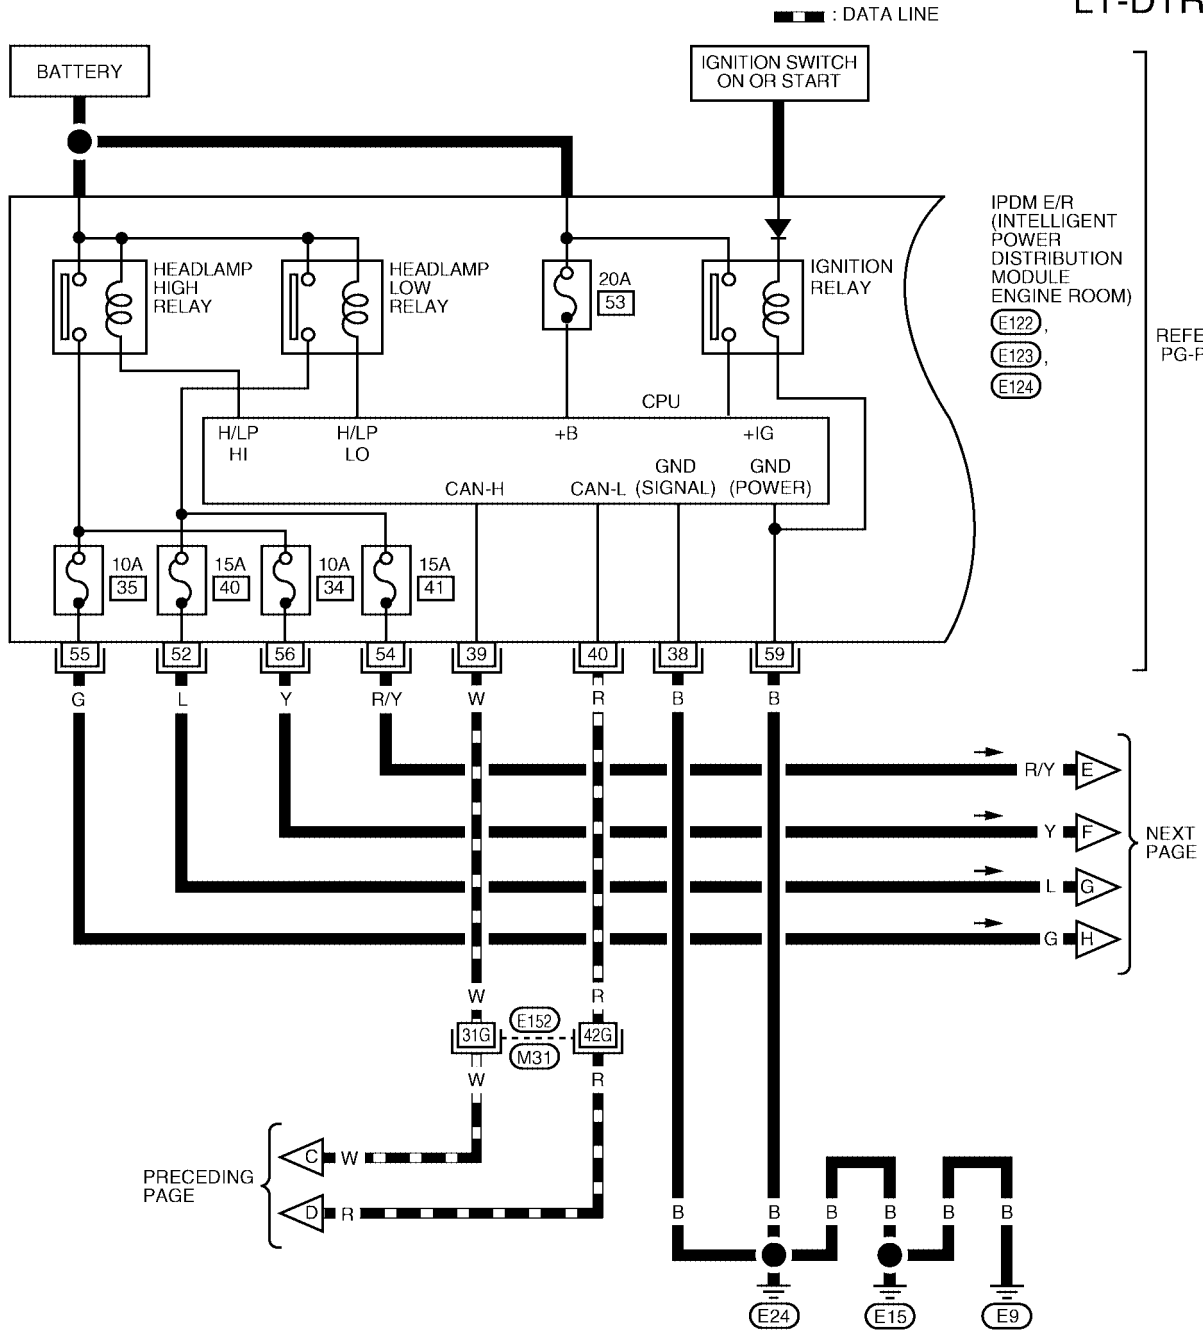 : DATA LINE
BATTERY
IGNITION SWITCH
ON OR START
IPDM E/R
(INTELLIGENT
POWER
DISTRIBUTION
MODULE
ENGINE ROOM)
E122 ,
E123 ,
E124
HEADLAMP
HIGH
RELAY
HEADLAMP
LOW
RELAY
20A
53
IGNITION
RELAY
CPU
H/LP
HI
H/LP
LO
+B
+IG
CAN-H
CAN-L
GND
(SIGNAL)
GND
(POWER)
10A
35
15A
40
10A
34
15A
41
55 52 56 54 39 40 38 59
G L Y R/Y W R B B
R/Y E
Y F
L G
G H
NEXT
PAGE
W R
31G E152 42G
M31
W R
PRECEDING
PAGE
C W
D R
B B B B B B
E24 E15 E9